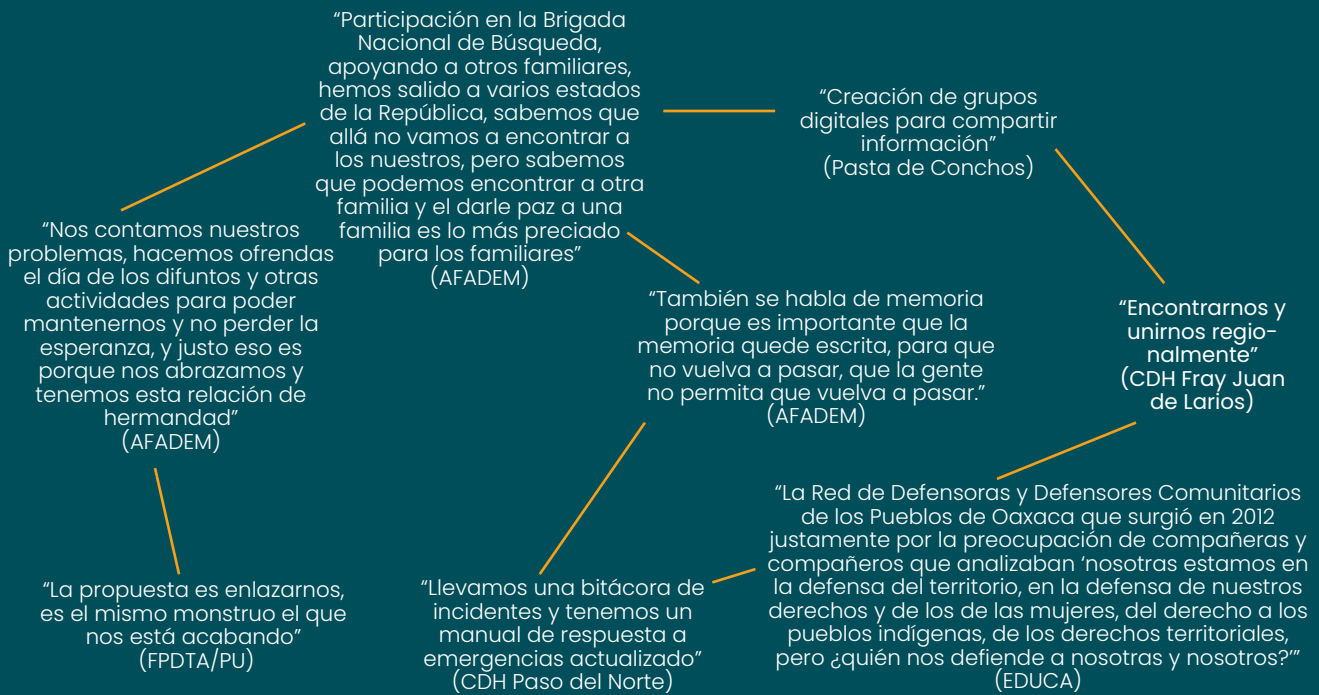 “Participación en la Brigada
Nacional de Búsqueda,
apoyando a otros familiares,
hemos salido a varios estados
de la República, sabemos que
allá no vamos a encontrar a
los nuestros, pero sabemos
que podemos encontrar a otra
familia y el darle paz a una
familia es lo más preciado
para los familiares”
(AFADEM)
“Creación de grupos
digitales para compartir
información”
(Pasta de Conchos)
“Nos contamos nuestros
problemas, hacemos ofrendas
el día de los difuntos y otras
actividades para poder
mantenernos y no perder la
esperanza, y justo eso es
porque nos abrazamos y
tenemos esta relación de
hermandad”
(AFADEM)
“También se habla de memoria
porque es importante que la
memoria quede escrita, para que
no vuelva a pasar, que la gente
no permita que vuelva a pasar.”
(AFADEM)
“Encontrarnos y
unirnos regio-
nalmente”
(CDH Fray Juan
de Larios)
“La propuesta es enlazarnos,
es el mismo monstruo el que
nos está acabando”
(FPDTA/PU)
“Llevamos una bitácora de
incidentes y tenemos un
manual de respuesta a
emergencias actualizado”
(CDH Paso del Norte)
“La Red de Defensoras y Defensores Comunitarios
de los Pueblos de Oaxaca que surgió en 2012
justamente por la preocupación de compañeras y
compañeros que analizaban ‘nosotras estamos en
la defensa del territorio, en la defensa de nuestros
derechos y de los de las mujeres, del derecho a los
pueblos indígenas, de los derechos territoriales,
pero ¿quién nos defiende a nosotras y nosotros?’”
(EDUCA)